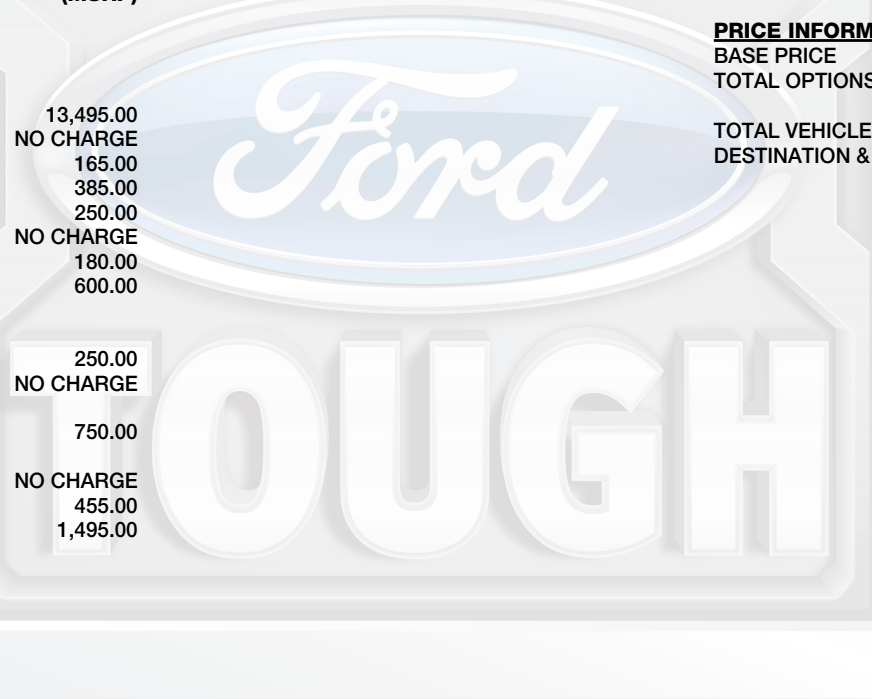 PRICE INFORM
BASE PRICE
TOTAL OPTIONS
TOTAL VEHICLE
DESTINATION &
13,495.00
NO CHARGE
165.00
385.00
250.00
NO CHARGE
180.00
600.00
250.00
NO CHARGE
750.00
NO CHARGE
455.00
1,495.00
Ford
TOUGH